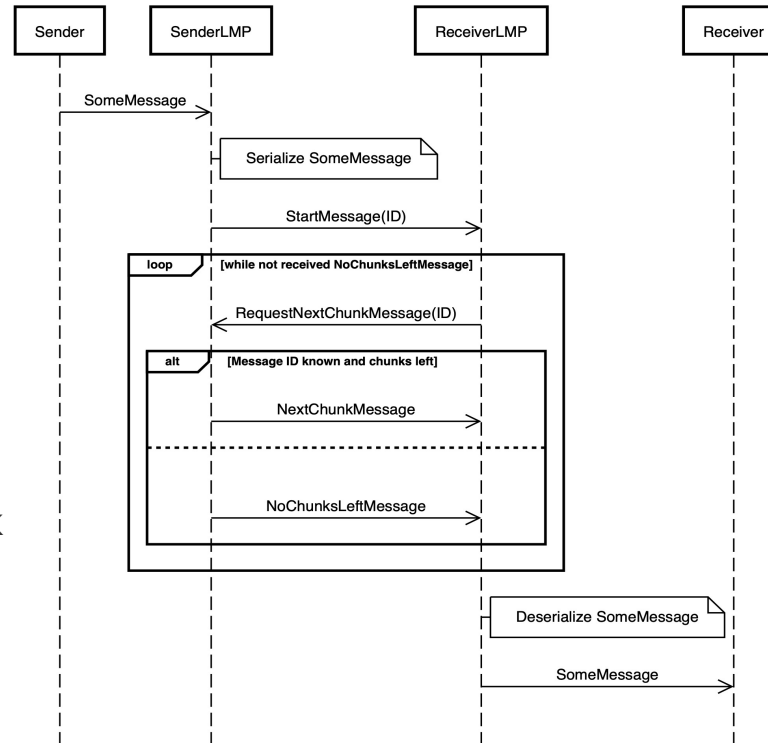 Sender
SenderLMP
ReceiverLMP
Receiver
SomeMessage
Serialize SomeMessage
StartMessage(ID)
loop
[while not received NoChunksLeftMessage]
RequestNextChunkMessage(ID)
alt
[Message ID known and chunks left]
NextChunkMessage
NoChunksLeftMessage
Deserialize SomeMessage
SomeMessage